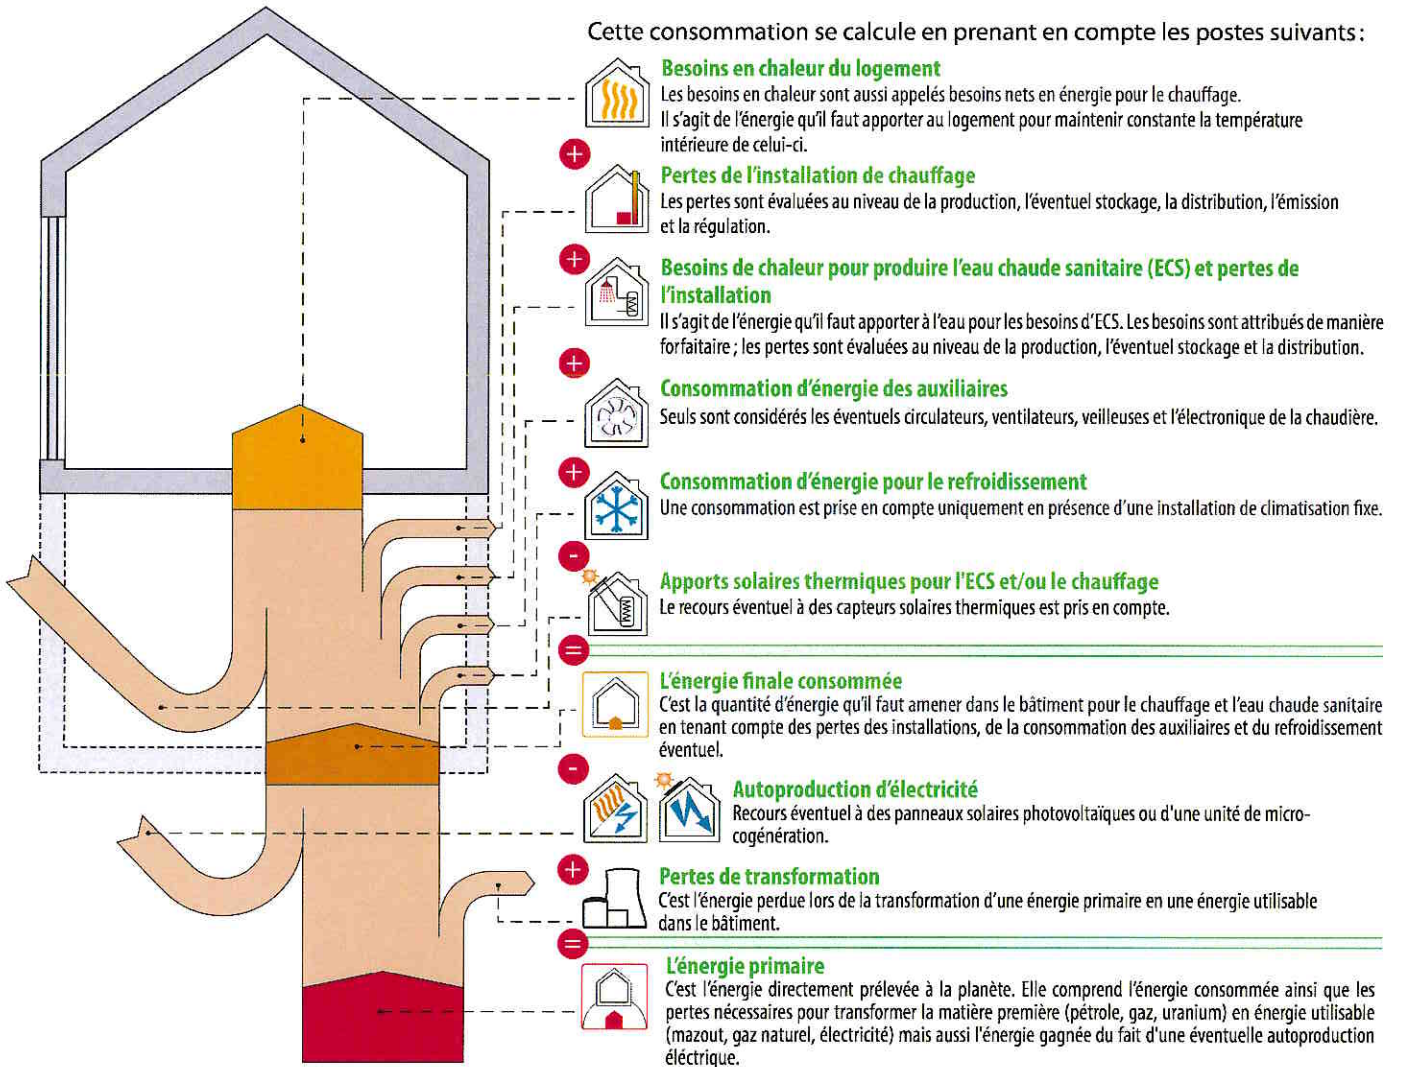 Cette consommation se calcule en prenant en compte les postes suivants :
Besoins en chaleur du logement
Les besoins en chaleur sont aussi appelés besoins nets en énergie pour le chauffage.
Il s'agit de l'énergie qu'il faut apporter au logement pour maintenir constante la température
intérieure de celui-ci.
+
Pertes de l'installation de chauffage
Les pertes sont évaluées au niveau de la production, l'éventuel stockage, la distribution, l'émission
et la régulation.
+
Besoins de chaleur pour produire l'eau chaude sanitaire (ECS) et pertes de
l'installation
Il s'agit de l'énergie qu'il faut apporter à l'eau pour les besoins d'ECS. Les besoins sont attribués de manière
forfaitaire ; les pertes sont évaluées au niveau de la production, l'éventuel stockage et la distribution.
+
Consommation d'énergie des auxiliaires
Seuls sont considérés les éventuels circulateurs, ventilateurs, veilleuses et l'électronique de la chaudière.
+
Consommation d'énergie pour le refroidissement
Une consommation est prise en compte uniquement en présence d'une installation de climatisation fixe.
-
Apports solaires thermiques pour l'ECS et/ou le chauffage
Le recours éventuel à des capteurs solaires thermiques est pris en compte.
=
L'énergie finale consommée
C'est la quantité d'énergie qu'il faut amener dans le bâtiment pour le chauffage et l'eau chaude sanitaire
en tenant compte des pertes des installations, de la consommation des auxiliaires et du refroidissement
éventuel.
-
Autoproduction d'électricité
Recours éventuel à des panneaux solaires photovoltaïques ou d'une unité de micro-
cogénération.
+
Pertes de transformation
C'est l'énergie perdue lors de la transformation d'une énergie primaire en une énergie utilisable
dans le bâtiment.
=
L'énergie primaire
C'est l'énergie directement prélevée à la planète. Elle comprend l'énergie consommée ainsi que les
pertes nécessaires pour transformer la matière première (pétrole, gaz, uranium) en énergie utilisable
(mazout, gaz naturel, électricité) mais aussi l'énergie gagnée du fait d'une éventuelle autoproduction
éléctrique.